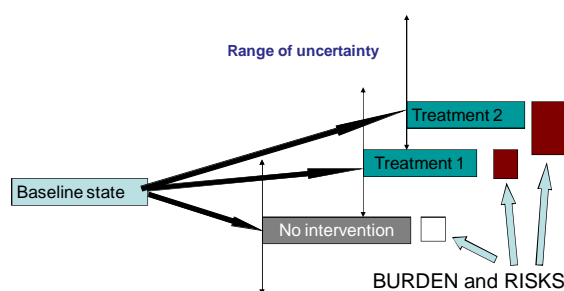 Range of uncertainty
Treatment 2
Treatment 1
Baseline state
No intervention
BURDEN and RISKS